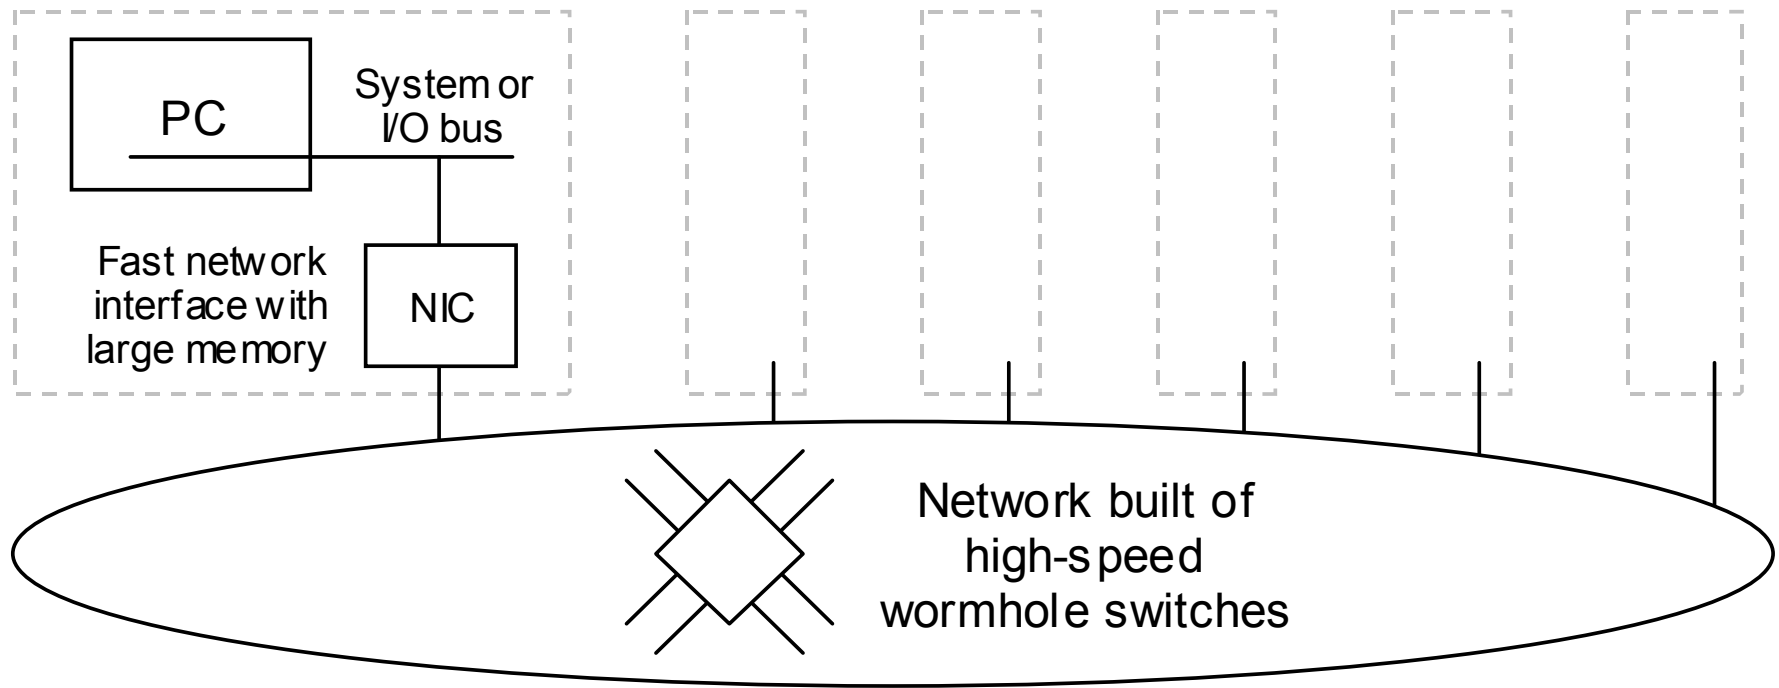 PC
System or
I/O bus
Fast network
interface with
large memory
NIC
Network built of
high-speed
wormhole switches